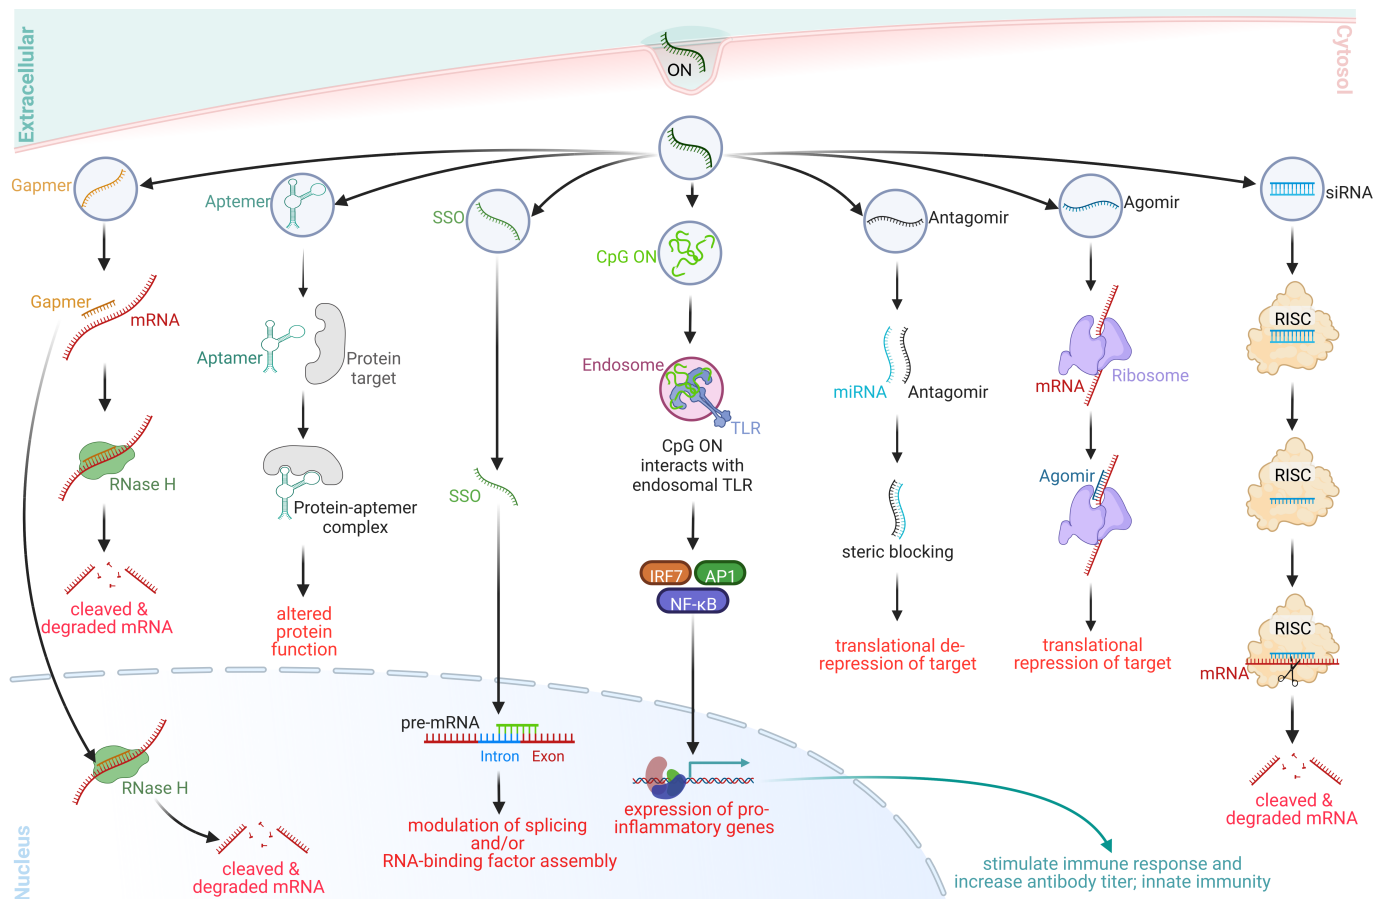 Extracellular
Cytosol
ON
Gapmer
Aptemer
SSO
CpG ON
Antagomir
Agomir
siRNA
Gapmer
mRNA
RNase H
cleaved &
degraded mRNA
Aptamer
Protein
target
Protein-aptemer
complex
altered
protein
function
SSO
Endosome
TLR
CpG ON
interacts with
endosomal TLR
IRF7
AP1
NF-κB
miRNA
Antagomir
steric blocking
translational de-
repression of target
mRNA
Ribosome
Agomir
translational
repression of target
RISC
RISC
RISC
mRNA
cleaved &
degraded mRNA
Nucleus
RNase H
cleaved &
degraded mRNA
pre-mRNA
Intron
Exon
modulation of splicing
and/or
RNA-binding factor assembly
expression of pro-
inflammatory genes
stimulate immune response and
increase antibody titer; innate immunity